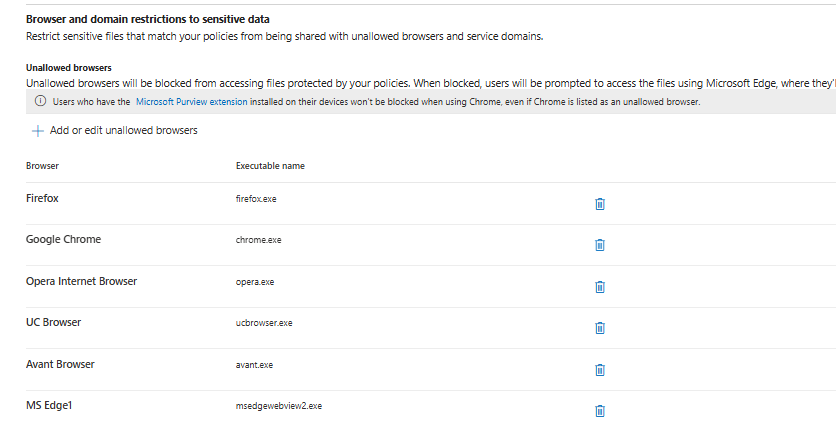 Browser and domain restrictions to sensitive data
Restrict sensitive files that match your policies from being shared with unallowed browsers and service domains.
Unallowed browsers
Unallowed browsers will be blocked from accessing files protected by your policies. When blocked, users will be prompted to access the files using Microsoft Edge, where they'l
Users who have the Microsoft Purview extension installed on their devices won't be blocked when using Chrome, even if Chrome is listed as an unallowed browser.
Add or edit unallowed browsers
Browser Executable name
Firefox firefox.exe
Google Chrome chrome.exe
Opera Internet Browser opera.exe
UC Browser ucbrowser.exe
Avant Browser avant.exe
MS Edge1 msedgewebview2.exe